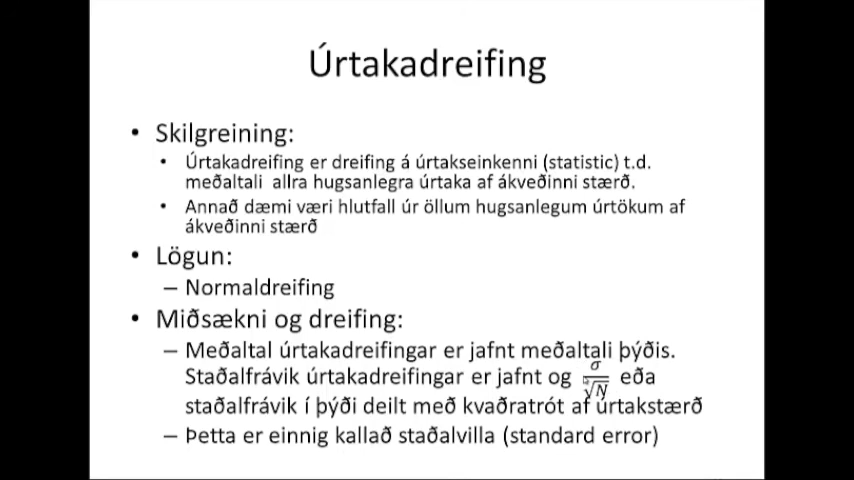 Úrtakadreifing
• Skilgreining:
• Úrtakadreifing er dreifing á úrtakseinkenni (statistic) t.d.
meðaltali allra hugsanlegra úrtaka af ákveðinni stærð.
• Annað dæmi væri hlutfall úr öllum hugsanlegum úrtökum af
ákveðinni stærð
• Lögun:
– Normaldreifing
• Miðsækni og dreifing:
– Meðaltal úrtakadreifingar er jafnt meðaltali þýðis.
Staðalfrávik úrtakadreifingar er jafnt og σ/√N eða
staðalfrávik í þýði deilt með kvaðratrót af úrtakstærð
– Þetta er einnig kallað staðalvilla (standard error)